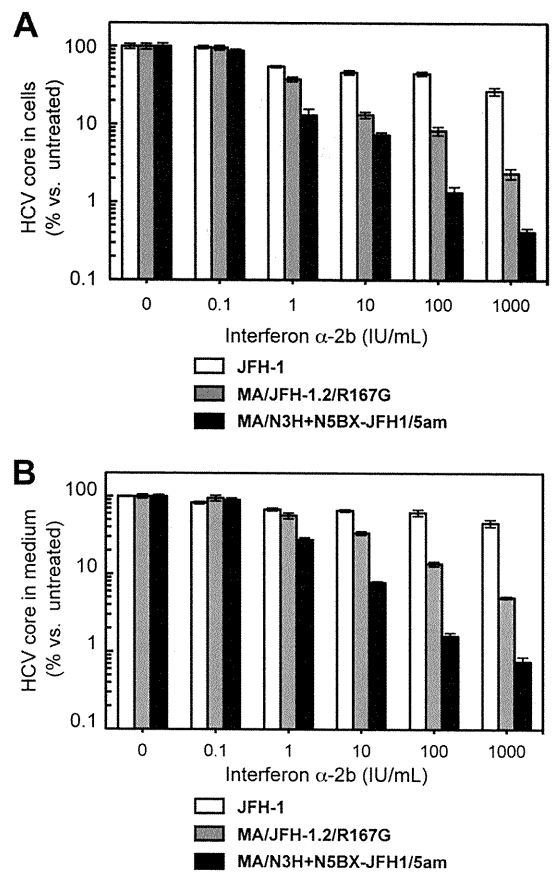 A
HCV core in cells
(% vs. untreated)
100
10
1
0.1
0 0.1 1 10 100 1000
Interferon α-2b (IU/mL)
JFH-1
MA/JFH-1.2/R167G
MA/N3H+N5BX-JFH1/5am
B
HCV core in medium
(% vs. untreated)
100
10
1
0.1
0 0.1 1 10 100 1000
Interferon α-2b (IU/mL)
JFH-1
MA/JFH-1.2/R167G
MA/N3H+N5BX-JFH1/5am